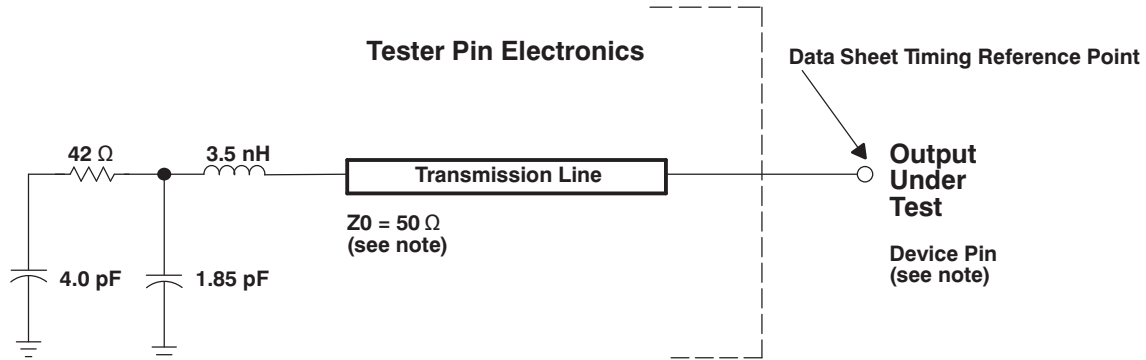 Tester Pin Electronics
Data Sheet Timing Reference Point
42 Ω
3.5 nH
Transmission Line
Output
Under
Test
Z0 = 50 Ω
(see note)
Device Pin
(see note)
4.0 pF
1.85 pF